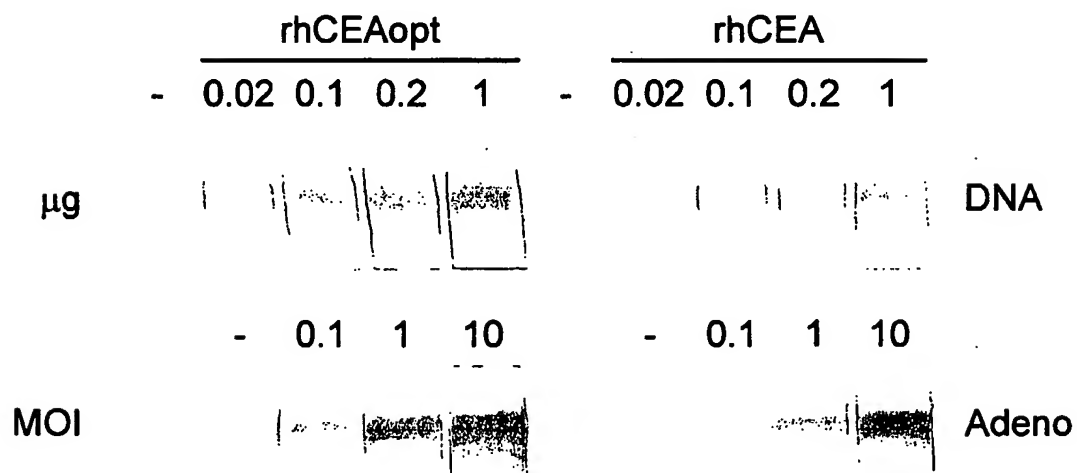 rhCEAopt rhCEA
- 0.02 0.1 0.2 1 - 0.02 0.1 0.2 1
µg DNA
- 0.1 1 10 - 0.1 1 10
MOI Adeno